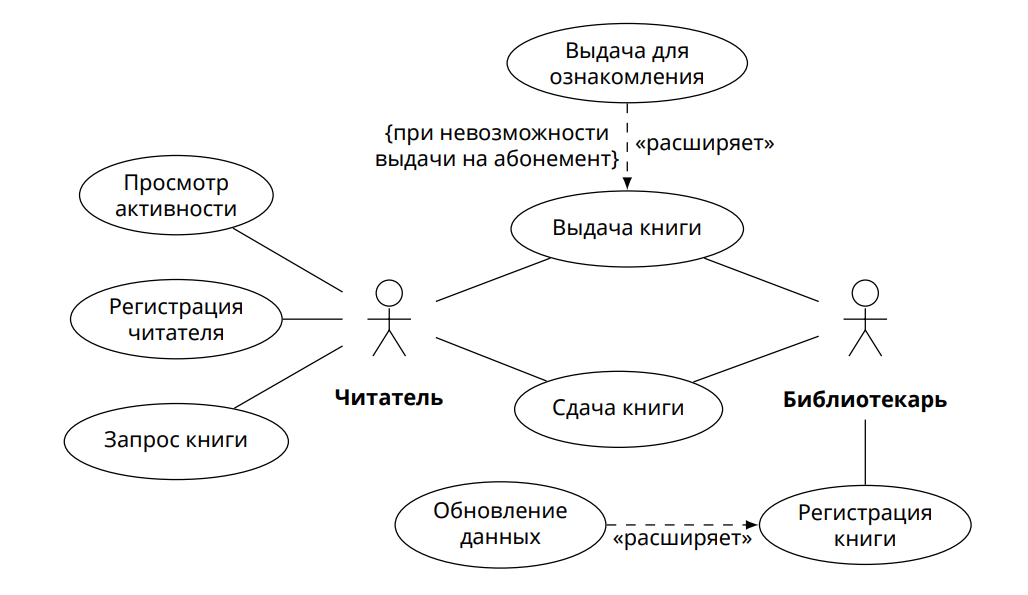 Выдача для
ознакомления
{при невозможности
выдачи на абонемент}
«расширяет»
Просмотр
активности
Выдача книги
Регистрация
читателя
Читатель
Библиотекарь
Сдача книги
Запрос книги
Обновление
данных
«расширяет»
Регистрация
книги